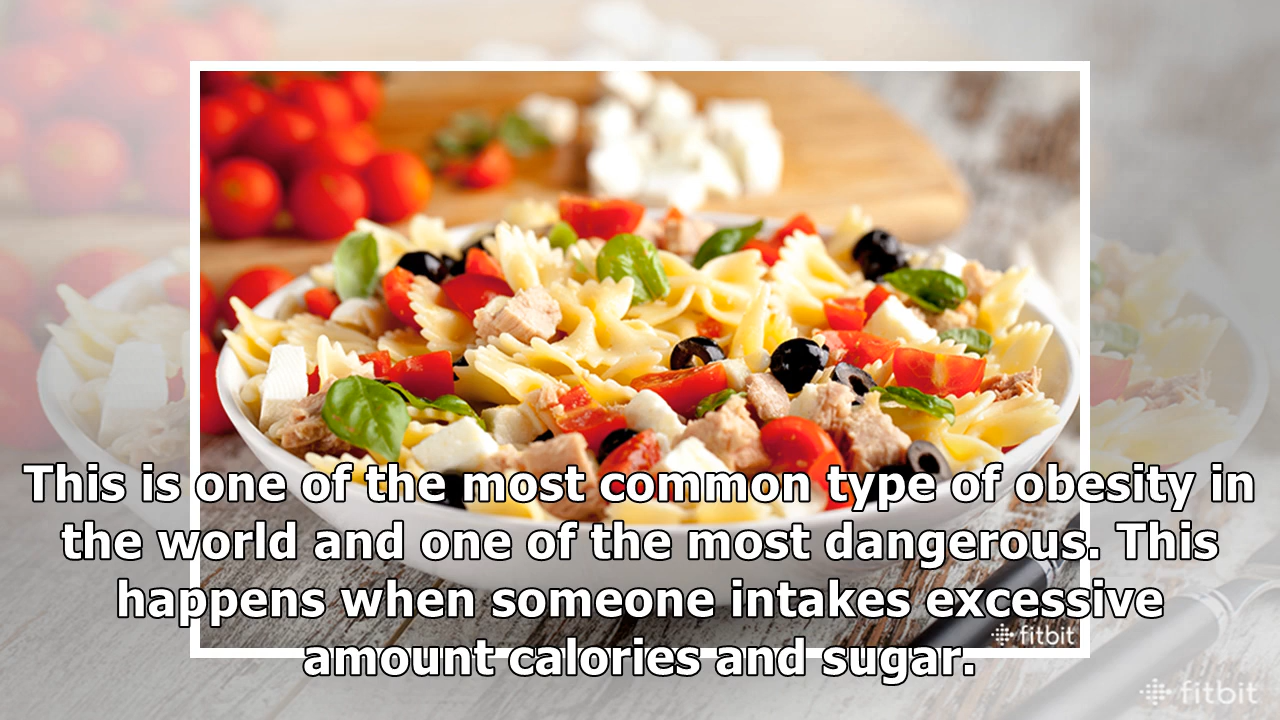 This is one of the most common type of obesity in
the world and one of the most dangerous. This
happens when someone intakes excessive
amount calories and sugar.
fitbit
fitbit